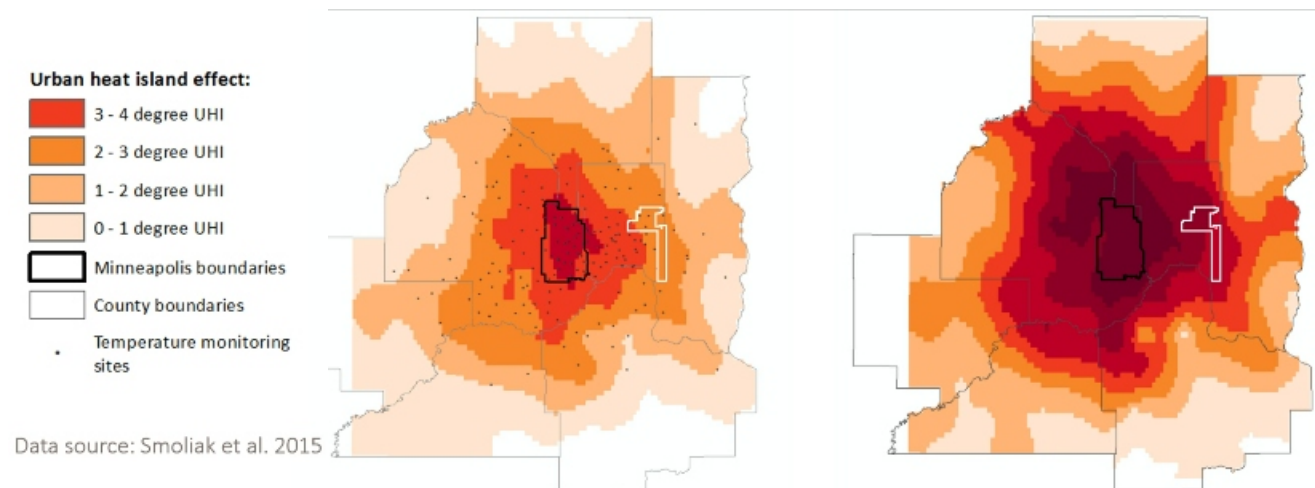 Urban heat island effect:
3 - 4 degree UHI
2 - 3 degree UHI
1 - 2 degree UHI
0 - 1 degree UHI
Minneapolis boundaries
County boundaries
Temperature monitoring
sites
Data source: Smoliak et al. 2015